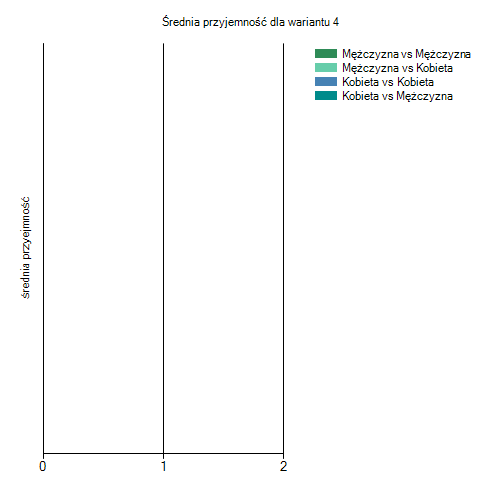 Średnia przyjemność dla wariantu 4
Mężczyzna vs Mężczyzna
Mężczyzna vs Kobieta
Kobieta vs Kobieta
Kobieta vs Mężczyzna
średnia przyejmność
0 1 2